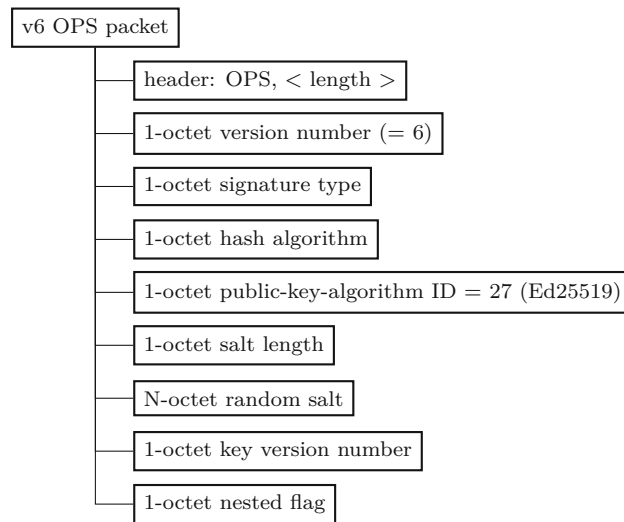 v6 OPS packet
header: OPS, < length >
1-octet version number (= 6)
1-octet signature type
1-octet hash algorithm
1-octet public-key-algorithm ID = 27 (Ed25519)
1-octet salt length
N-octet random salt
1-octet key version number
1-octet nested flag